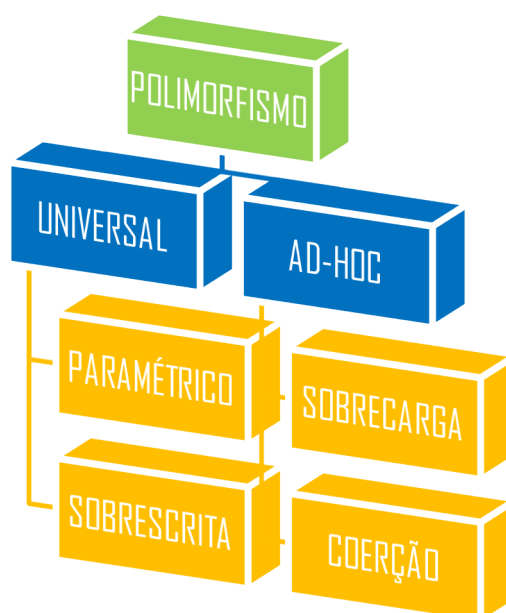 POLIMORFISMO
UNIVERSAL
AD-HOC
PARAMÉTRICO
SOBRECARGA
SOBRESCRITA
COERÇÃO